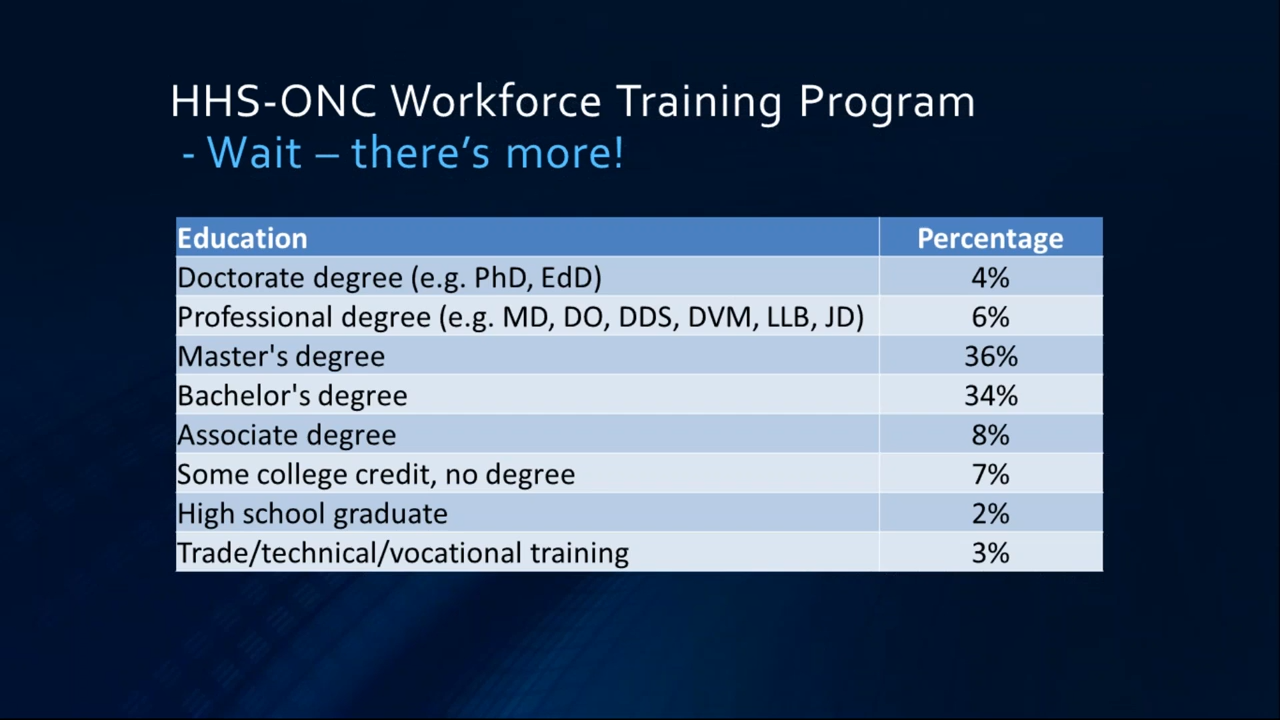 HHS-ONC Workforce Training Program
- Wait – there's more!
Education Percentage
Doctorate degree (e.g. PhD, EdD) 4%
Professional degree (e.g. MD, DO, DDS, DVM, LLB, JD) 6%
Master's degree 36%
Bachelor's degree 34%
Associate degree 8%
Some college credit, no degree 7%
High school graduate 2%
Trade/technical/vocational training 3%